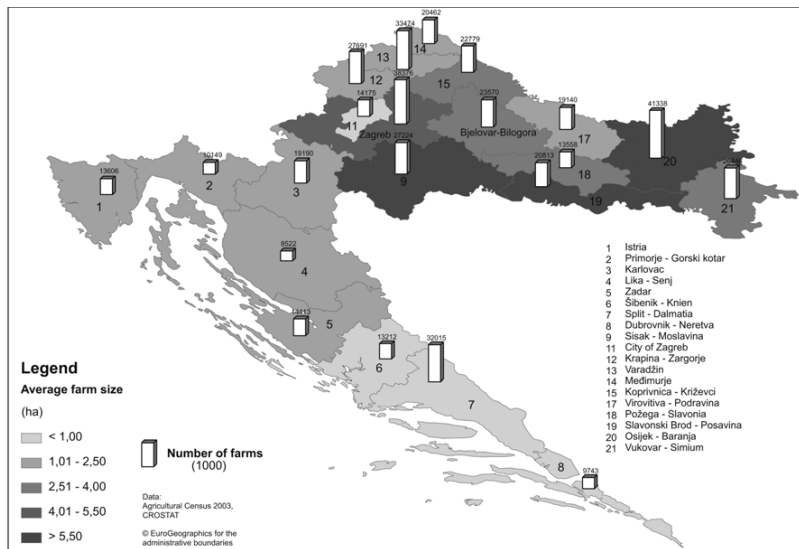 20462
33474
14
27691
13
22779
12
15
14175
11
Zagreb
23570
Bjelovar-Bilogora
19140
17
41338
20
27224
9
13558
18
20813
19
21
13606
1
10149
2
19190
3
8522
4
5
13212
6
32015
7
8
9743
1 Istria
2 Primorje - Gorski kotar
3 Karlovac
4 Lika - Senj
5 Zadar
6 Šibenik - Knien
7 Split - Dalmatia
8 Dubrovnik - Neretva
9 Sisak - Moslavina
11 City of Zagreb
12 Krapina - Zargorje
13 Varadžin
14 Međimurje
15 Koprivnica - Križevci
17 Virovitica - Podravina
18 Požega - Slavonia
19 Slavonski Brod - Posavina
20 Osijek - Baranja
21 Vukovar - Simium
Legend
Average farm size
(ha)
< 1,00
1,01 - 2,50
2,51 - 4,00
4,01 - 5,50
> 5,50
Number of farms
(1000)
Data:
Agricultural Census 2003,
CROSTAT
© EuroGeographics for the
administrative boundaries